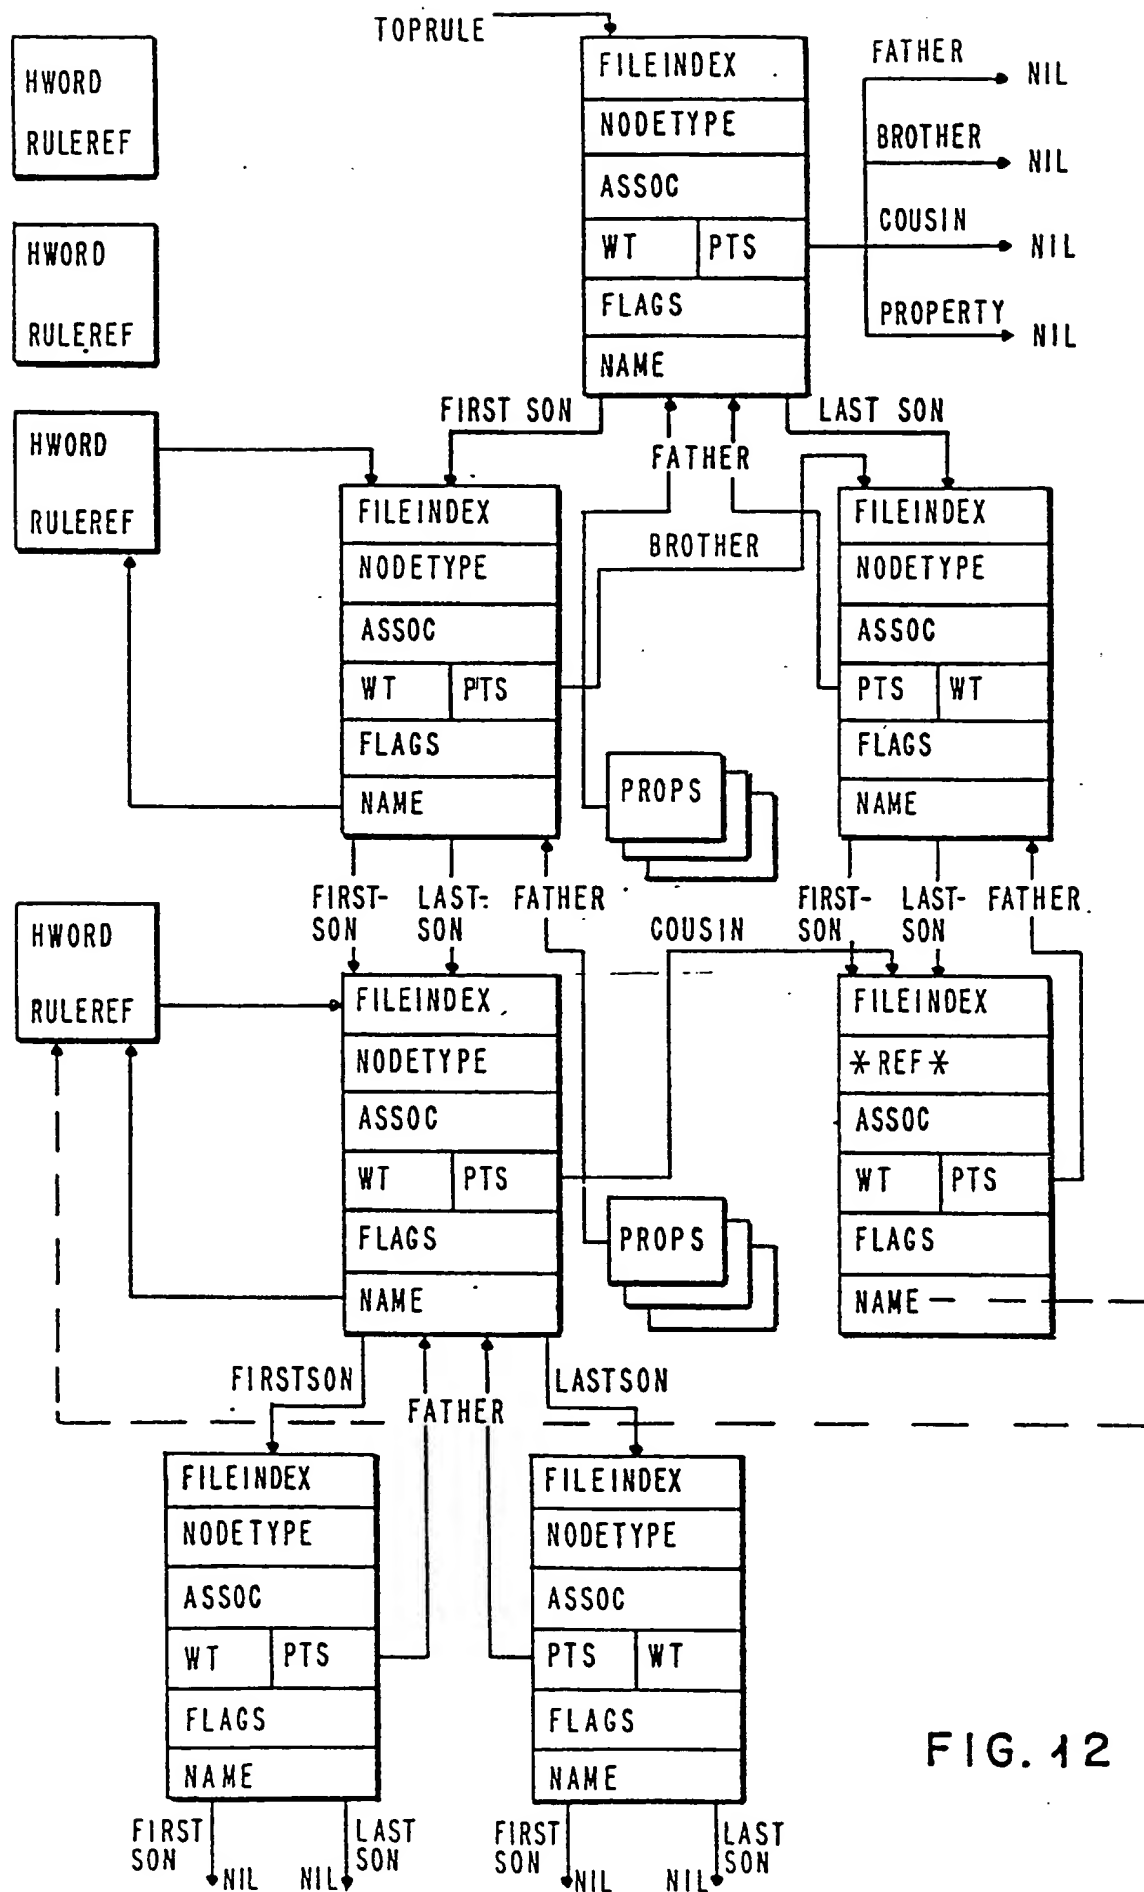 TOPRULE
HWORD
RULEREF
FILEINDEX
NODETYPE
ASSOC
WT PTS
FLAGS
NAME
FATHER NIL
BROTHER NIL
COUSIN NIL
PROPERTY NIL
HWORD
RULEREF
FIRST SON
LAST SON
FATHER
HWORD
RULEREF
FILEINDEX
NODETYPE
ASSOC
WT PTS
FLAGS
NAME
BROTHER
FILEINDEX
NODETYPE
ASSOC
PTS WT
FLAGS
NAME
PROPS
FIRST-
SON
LAST-
SON
FATHER
FIRST-
SON
LAST-
SON
FATHER
COUSIN
HWORD
RULEREF
FILEINDEX
NODETYPE
ASSOC
WT PTS
FLAGS
NAME
PROPS
FILEINDEX
*REF*
ASSOC
WT PTS
FLAGS
NAME
FIRSTSON
LASTSON
FATHER
FILEINDEX
NODETYPE
ASSOC
WT PTS
FLAGS
NAME
FILEINDEX
NODETYPE
ASSOC
PTS WT
FLAGS
NAME
FIRST
SON
NIL
LAST
SON
NIL
FIRST
SON
NIL
LAST
SON
NIL
FIG. 12